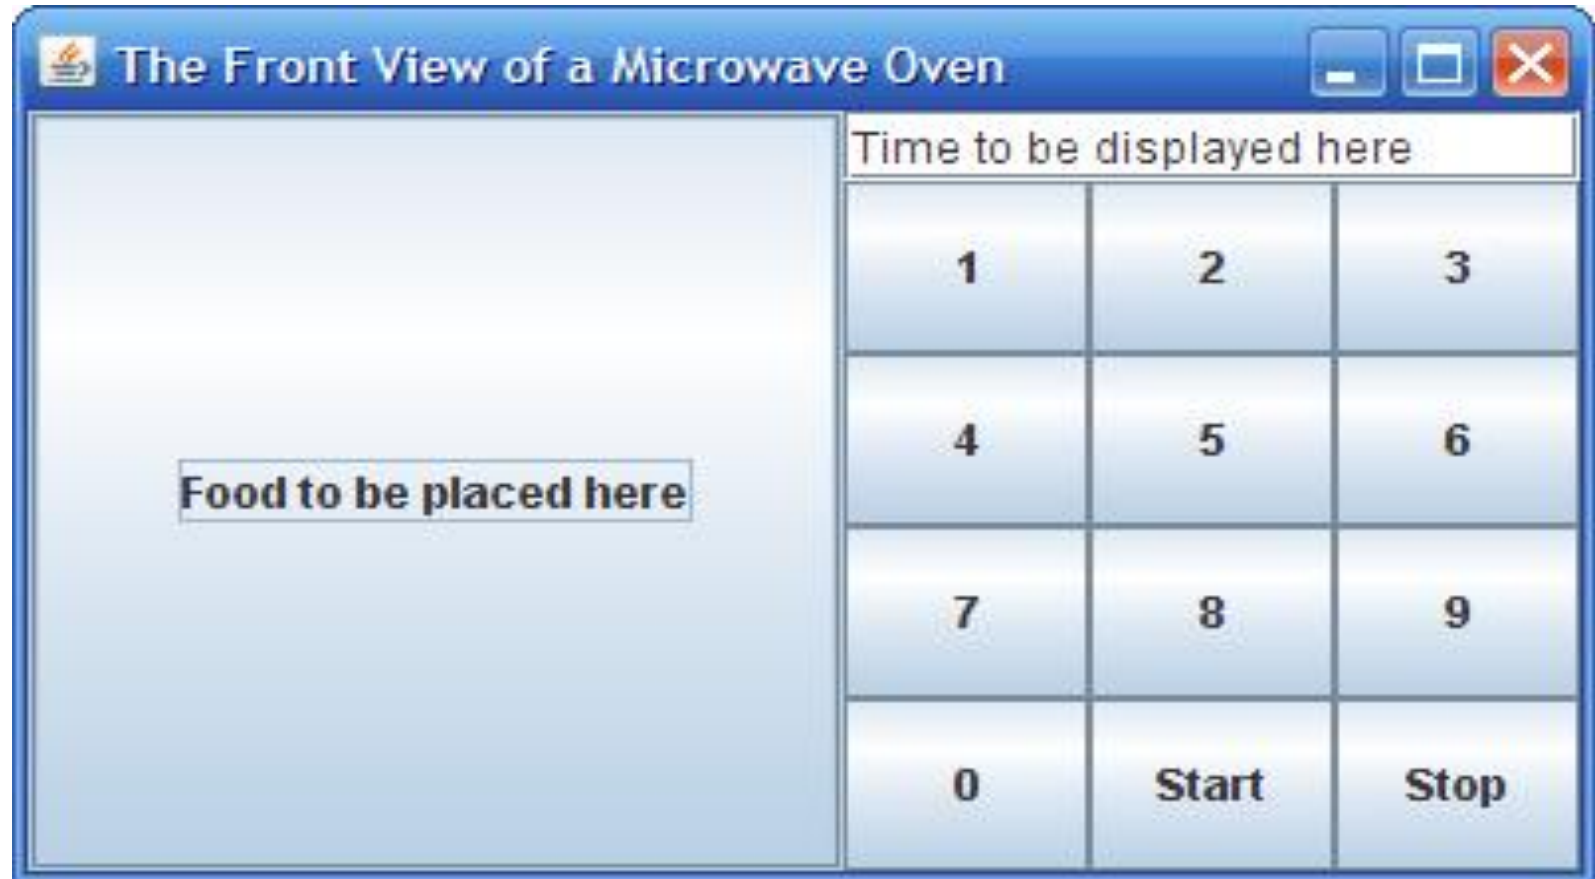 The Front View of a Microwave Oven
Time to be displayed here
Food to be placed here
1 2 3
4 5 6
7 8 9
0 Start Stop